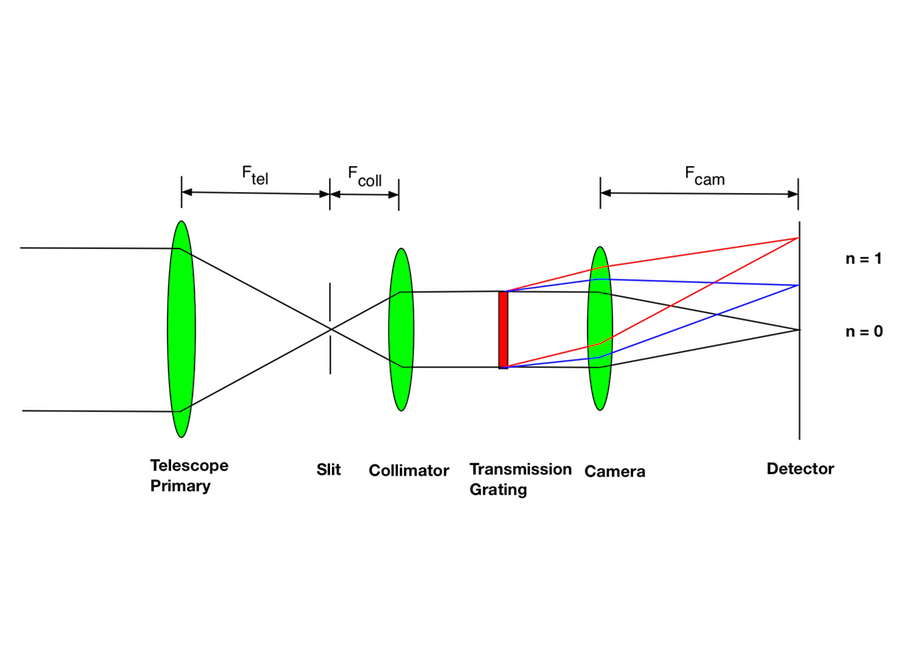 F_tel
F_coll
F_cam
n = 1
n = 0
Telescope
Primary
Slit
Collimator
Transmission
Grating
Camera
Detector